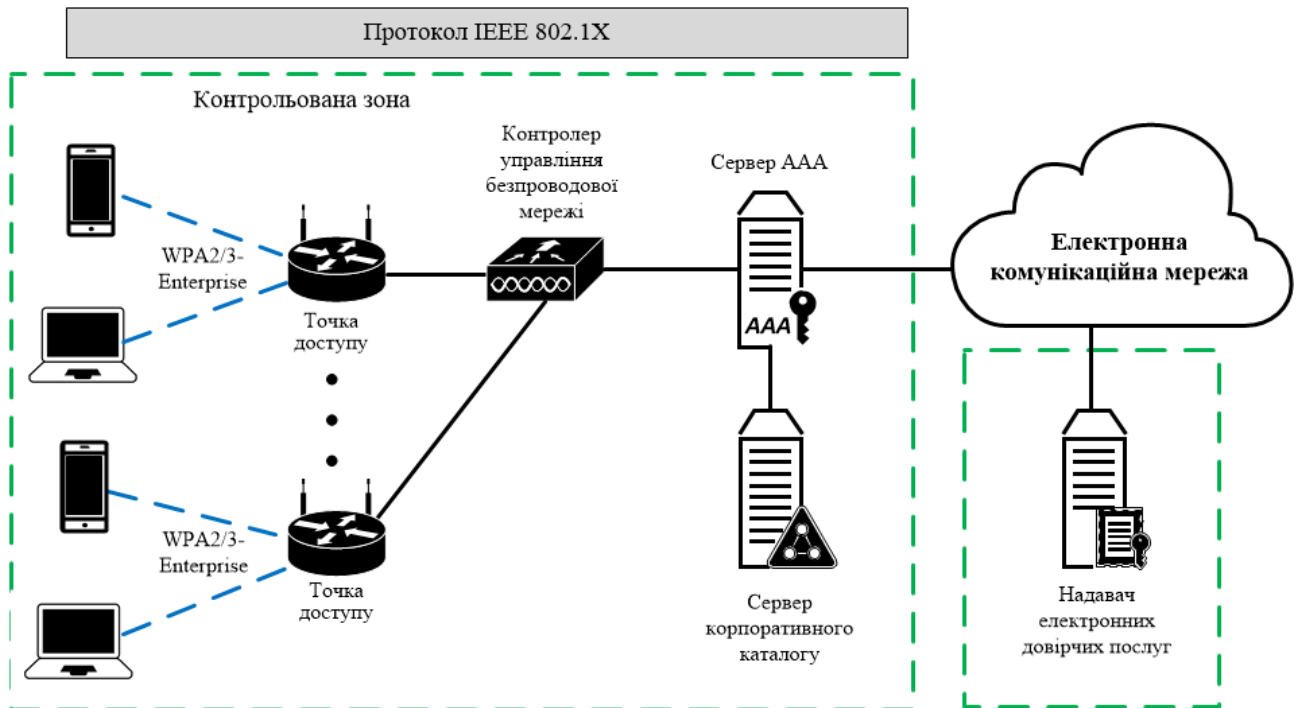 Протокол IEEE 802.1X
Контрольована зона
Контролер
управління
безпроводової
мережі
Сервер ААА
WPA2/3-
Enterprise
Точка
доступу
AAA
Електронна
комунікаційна мережа
WPA2/3-
Enterprise
Точка
доступу
Сервер
корпоративного
каталогу
Надавач
електронних
довірчих послуг